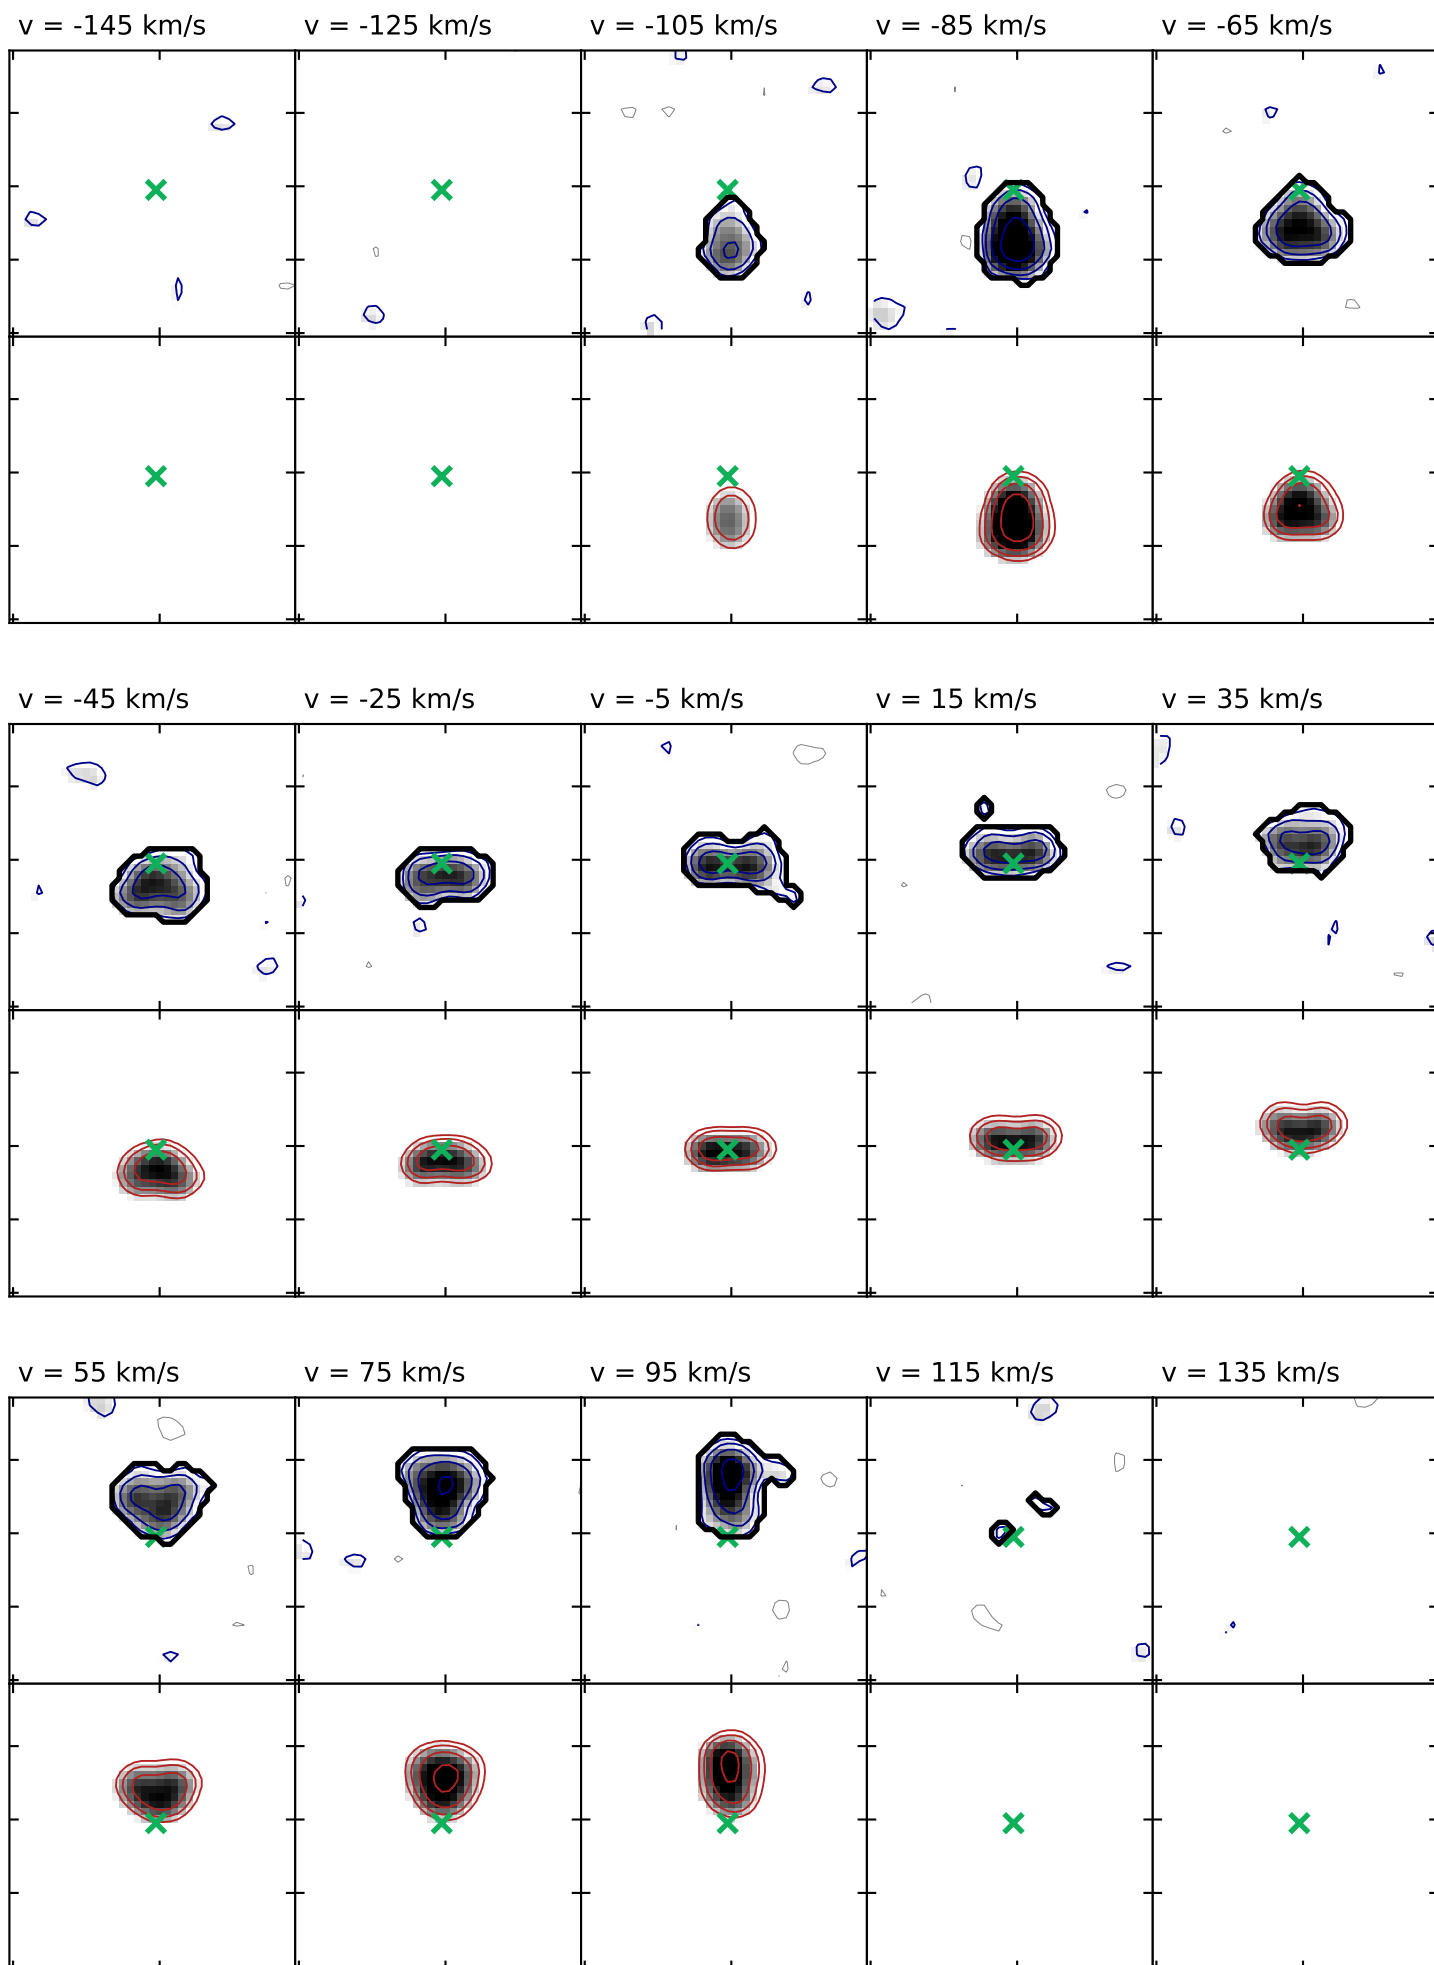 v = -145 km/s
v = -125 km/s
v = -105 km/s
v = -85 km/s
v = -65 km/s
v = -45 km/s
v = -25 km/s
v = -5 km/s
v = 15 km/s
v = 35 km/s
v = 55 km/s
v = 75 km/s
v = 95 km/s
v = 115 km/s
v = 135 km/s